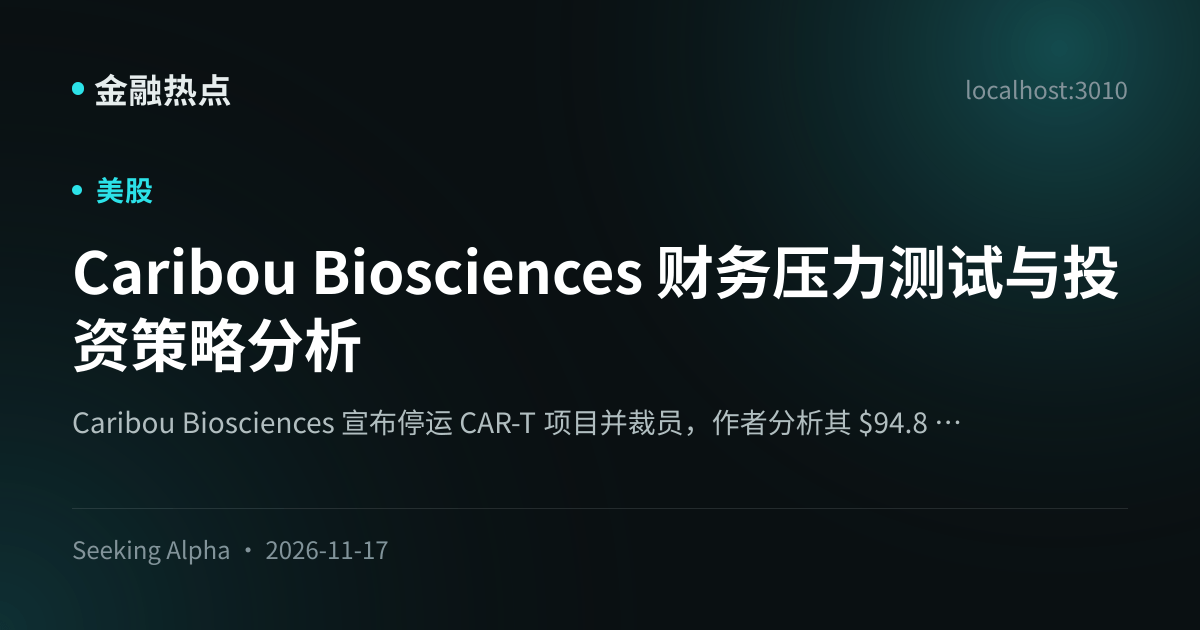 金融热点
localhost:3010
美股
Caribou Biosciences 财务压力测试与投
资策略分析
Caribou Biosciences 宣布停运 CAR-T 项目并裁员，作者分析其 $94.8 …
Seeking Alpha • 2026-11-17